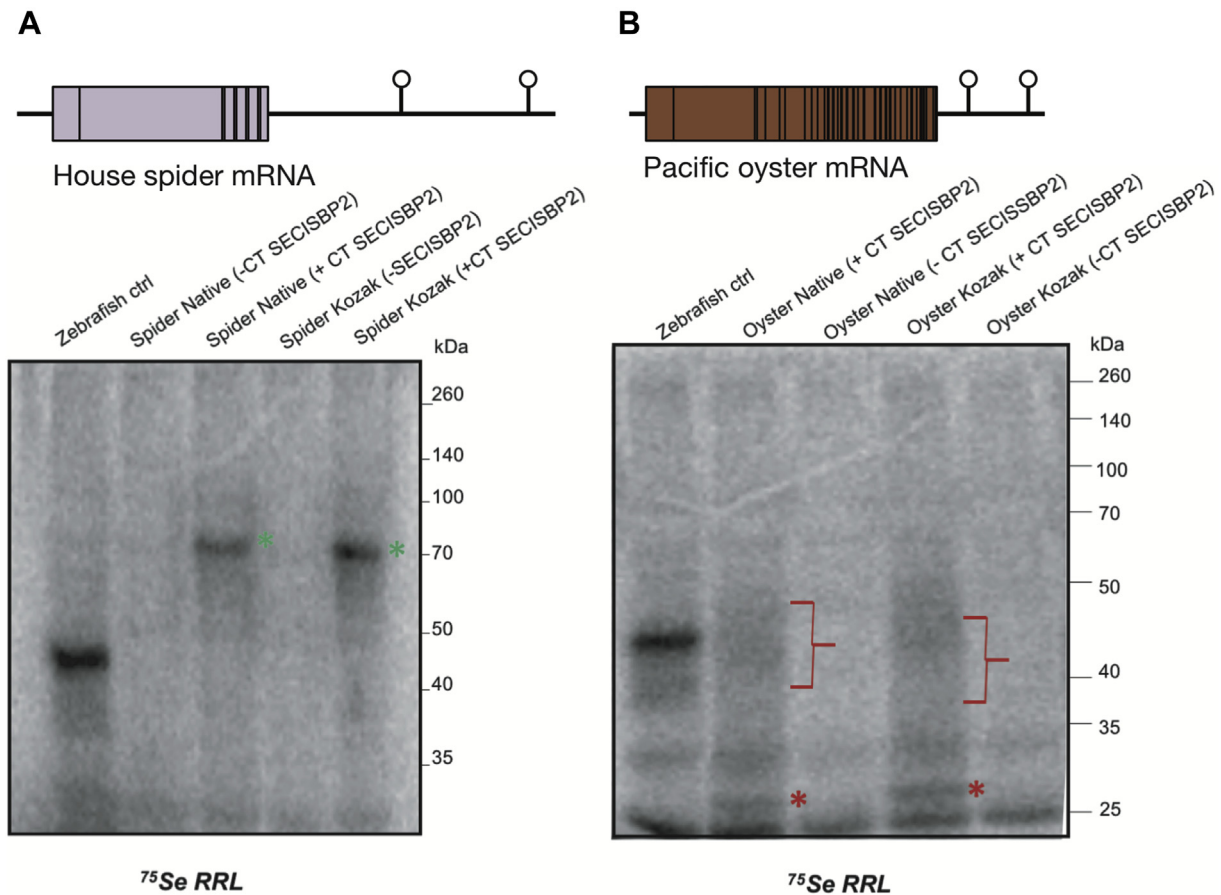 A
B
House spider mRNA
Pacific oyster mRNA
Zebrafish ctrl
Spider Native (-CT SECISBP2)
Spider Native (+ CT SECISBP2)
Spider Kozak (-SECISBP2)
Spider Kozak (+CT SECISBP2)
kDa
260
140
100
70
50
40
35
75Se RRL
Zebrafish ctrl
Oyster Native (+ CT SECISBP2)
Oyster Native (- CT SECISSBP2)
Oyster Kozak (+ CT SECISBP2)
Oyster Kozak (-CT SECISBP2)
kDa
260
140
100
70
50
40
35
25
75Se RRL